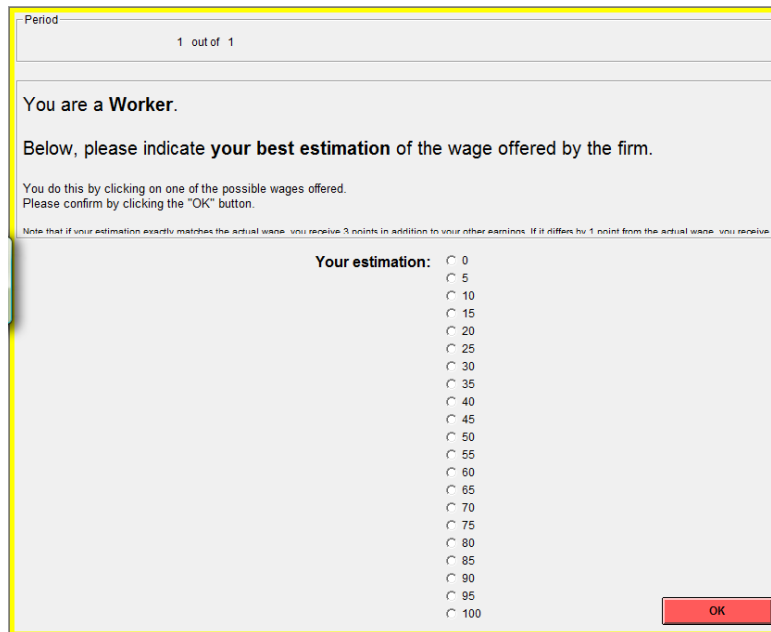 Period
1 out of 1
You are a Worker.
Below, please indicate your best estimation of the wage offered by the firm.
You do this by clicking on one of the possible wages offered.
Please confirm by clicking the "OK" button.
Note that if your estimation exactly matches the actual wage, you receive 3 points in addition to your other earnings. If it differs by 1 point from the actual wage, you receive
Your estimation:
0
5
10
15
20
25
30
35
40
45
50
55
60
65
70
75
80
85
90
95
100
OK